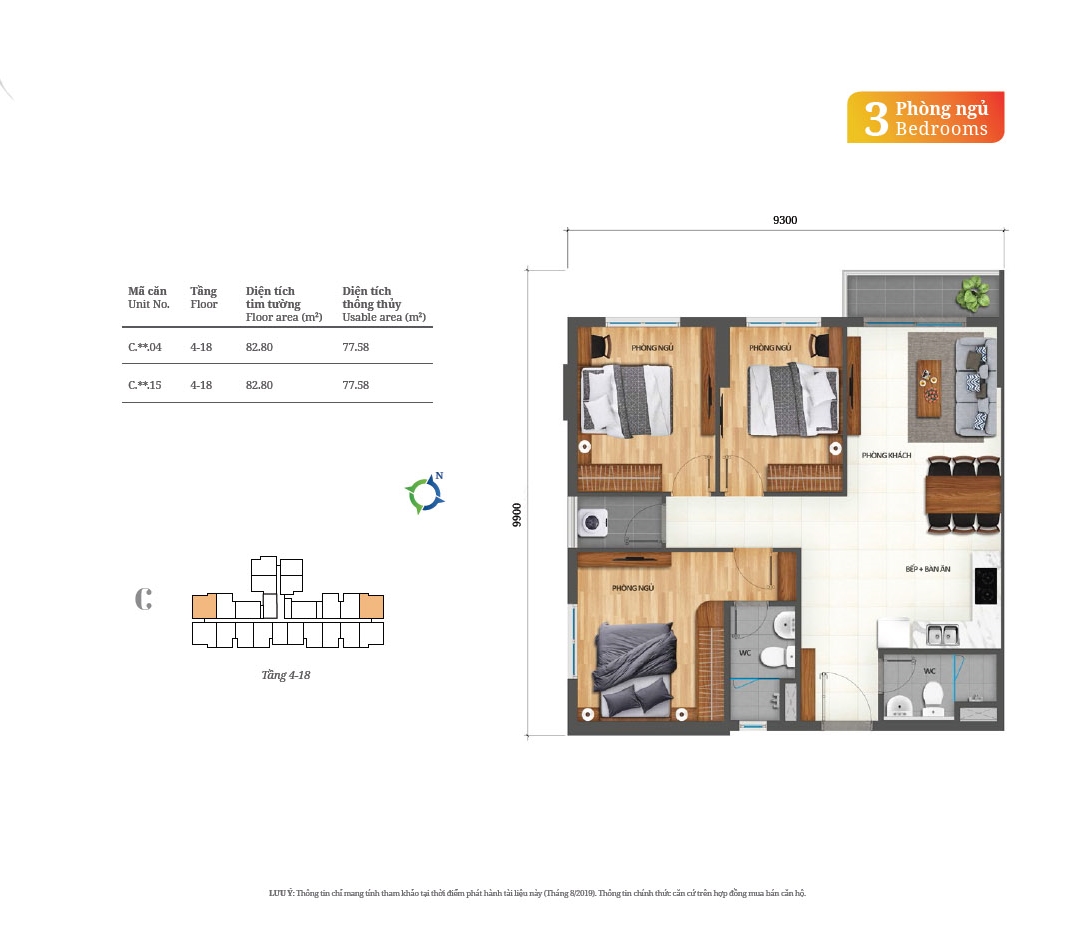 3 Phòng ngủ
Bedrooms
9300
Mã căn
Unit No.
Tầng
Floor
Diện tích
tim tường
Floor area (m²)
Diện tích
thông thủy
Usable area (m²)
C.**.04 4-18 82.80 77.58
C.**.15 4-18 82.80 77.58
N
C
Tầng 4-18
9900
PHÒNG NGỦ
PHÒNG NGỦ
PHÒNG KHÁCH
BẾP + BÀN ĂN
PHÒNG NGỦ
WC
WC
LƯU Ý: Thông tin chỉ mang tính tham khảo tại thời điểm phát hành tài liệu này (Tháng 8/2019). Thông tin chính thức căn cứ trên hợp đồng mua bán căn hộ.